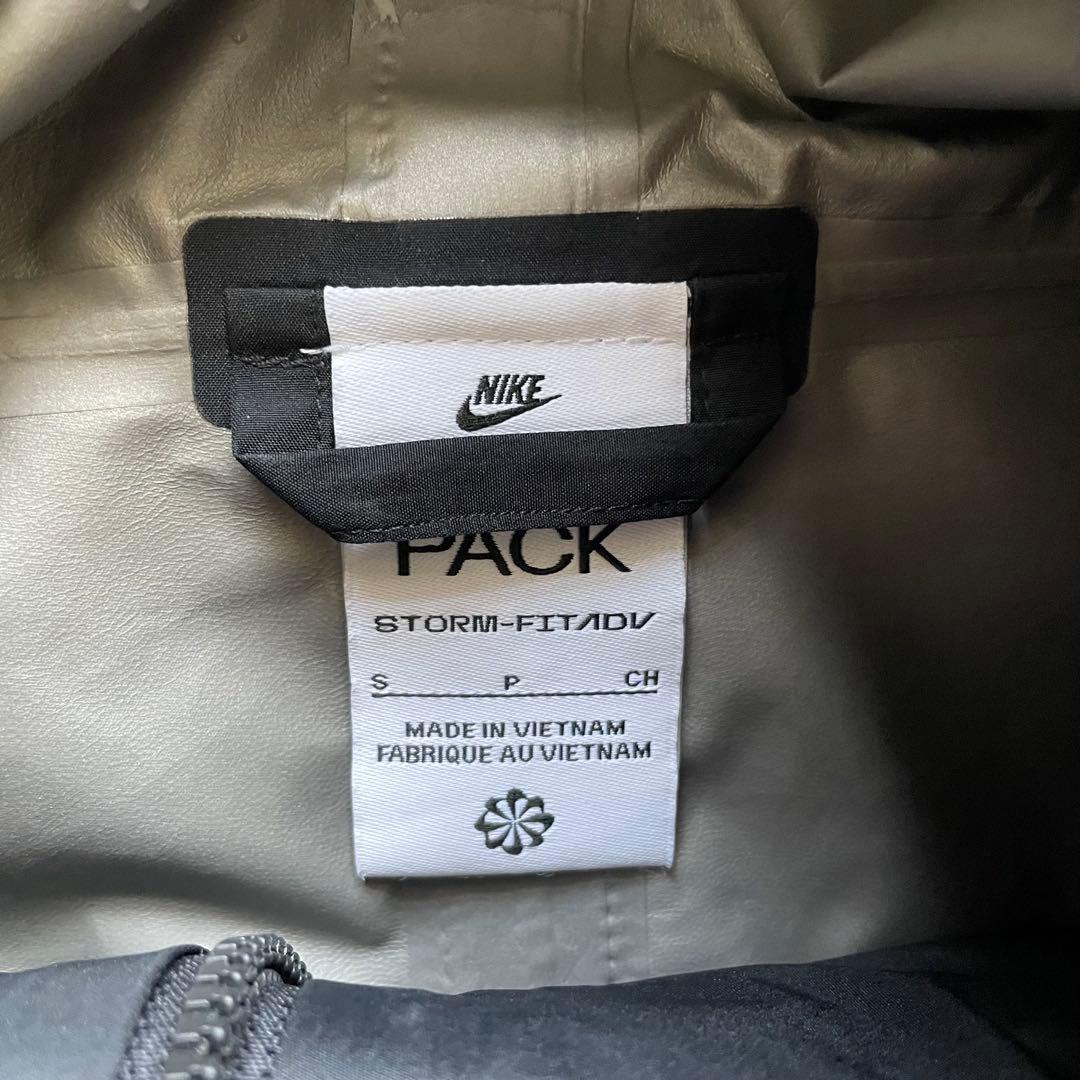 NIKE
PACK
STORM-FIT ADV
S P CH
MADE IN VIETNAM
FABRIQUE AU VIETNAM